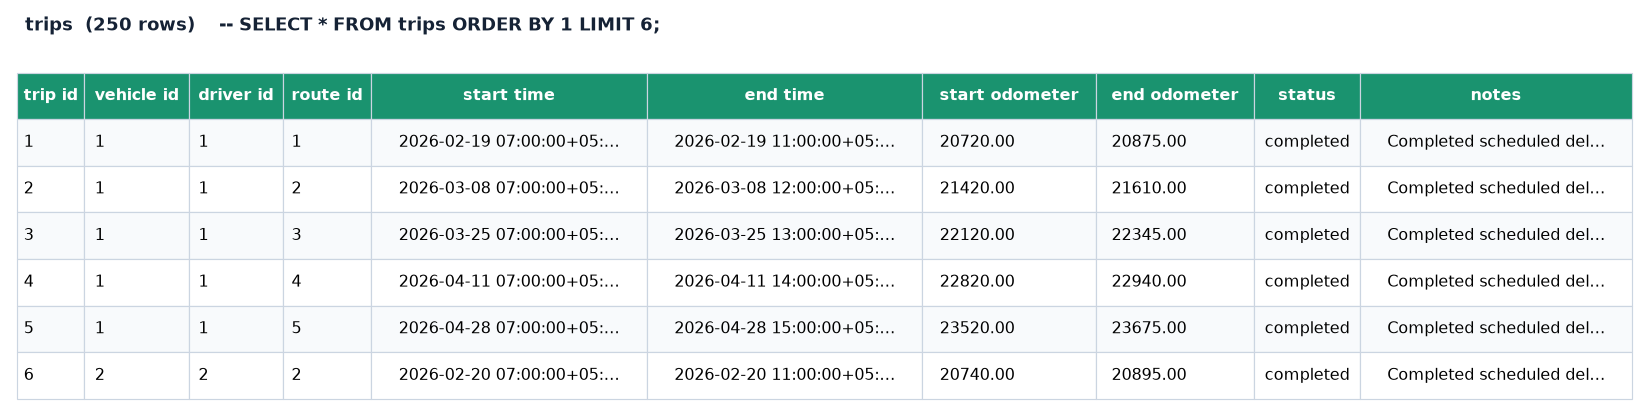 trips (250 rows) -- SELECT * FROM trips ORDER BY 1 LIMIT 6;
trip id vehicle id driver id route id start time end time start odometer end odometer status notes
1 1 1 1 2026-02-19 07:00:00+05:... 2026-02-19 11:00:00+05:... 20720.00 20875.00 completed Completed scheduled del...
2 1 1 2 2026-03-08 07:00:00+05:... 2026-03-08 12:00:00+05:... 21420.00 21610.00 completed Completed scheduled del...
3 1 1 3 2026-03-25 07:00:00+05:... 2026-03-25 13:00:00+05:... 22120.00 22345.00 completed Completed scheduled del...
4 1 1 4 2026-04-11 07:00:00+05:... 2026-04-11 14:00:00+05:... 22820.00 22940.00 completed Completed scheduled del...
5 1 1 5 2026-04-28 07:00:00+05:... 2026-04-28 15:00:00+05:... 23520.00 23675.00 completed Completed scheduled del...
6 2 2 2 2026-02-20 07:00:00+05:... 2026-02-20 11:00:00+05:... 20740.00 20895.00 completed Completed scheduled del...